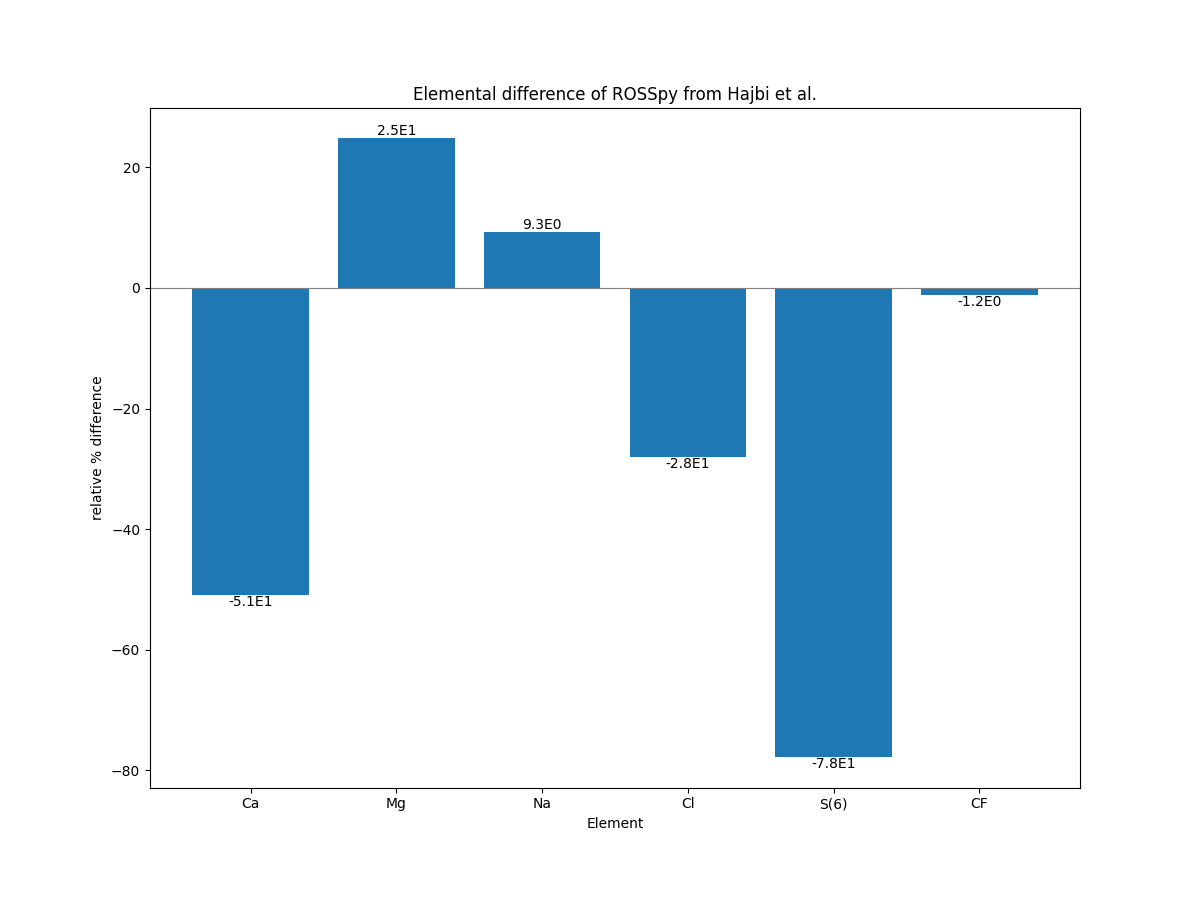 Elemental difference of ROSSpy from Hajbi et al.
2.5E1
20
9.3E0
0
-1.2E0
−20
relative % difference
-2.8E1
−40
-5.1E1
−60
-7.8E1
−80
Ca Mg Na Cl S(6) CF
Element